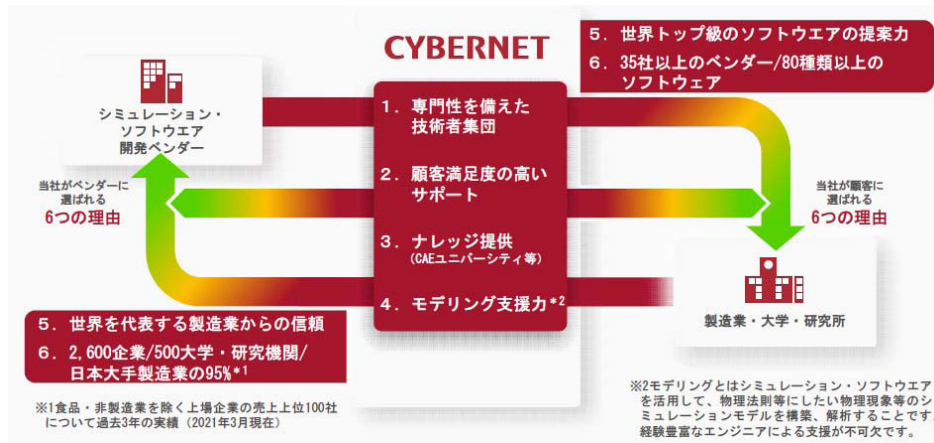 CYBERNET
5. 世界トップ級のソフトウエアの提案力
6. 35社以上のベンダー/80種類以上の
ソフトウェア
シミュレーション・
ソフトウエア
開発ベンダー
1. 専門性を備えた
技術者集団
2. 顧客満足度の高い
サポート
3. ナレッジ提供
(CAEユニバーシティ等)
4. モデリング支援力*2
当社がベンダーに
選ばれる
6つの理由
当社が顧客に
選ばれる
6つの理由
製造業・大学・研究所
5. 世界を代表する製造業からの信頼
6. 2,600企業/500大学・研究機関/
日本大手製造業の95%*1
※1食品・非製造業を除く上場企業の売上上位100社
について過去3年の実績(2021年3月現在)
※2モデリングとはシミュレーション・ソフトウエア
を活用して、物理法則等にしたい物理現象等のシ
ミュレーションモデルを構築、解析することです。
経験豊富なエンジニアによる支援が不可欠です。